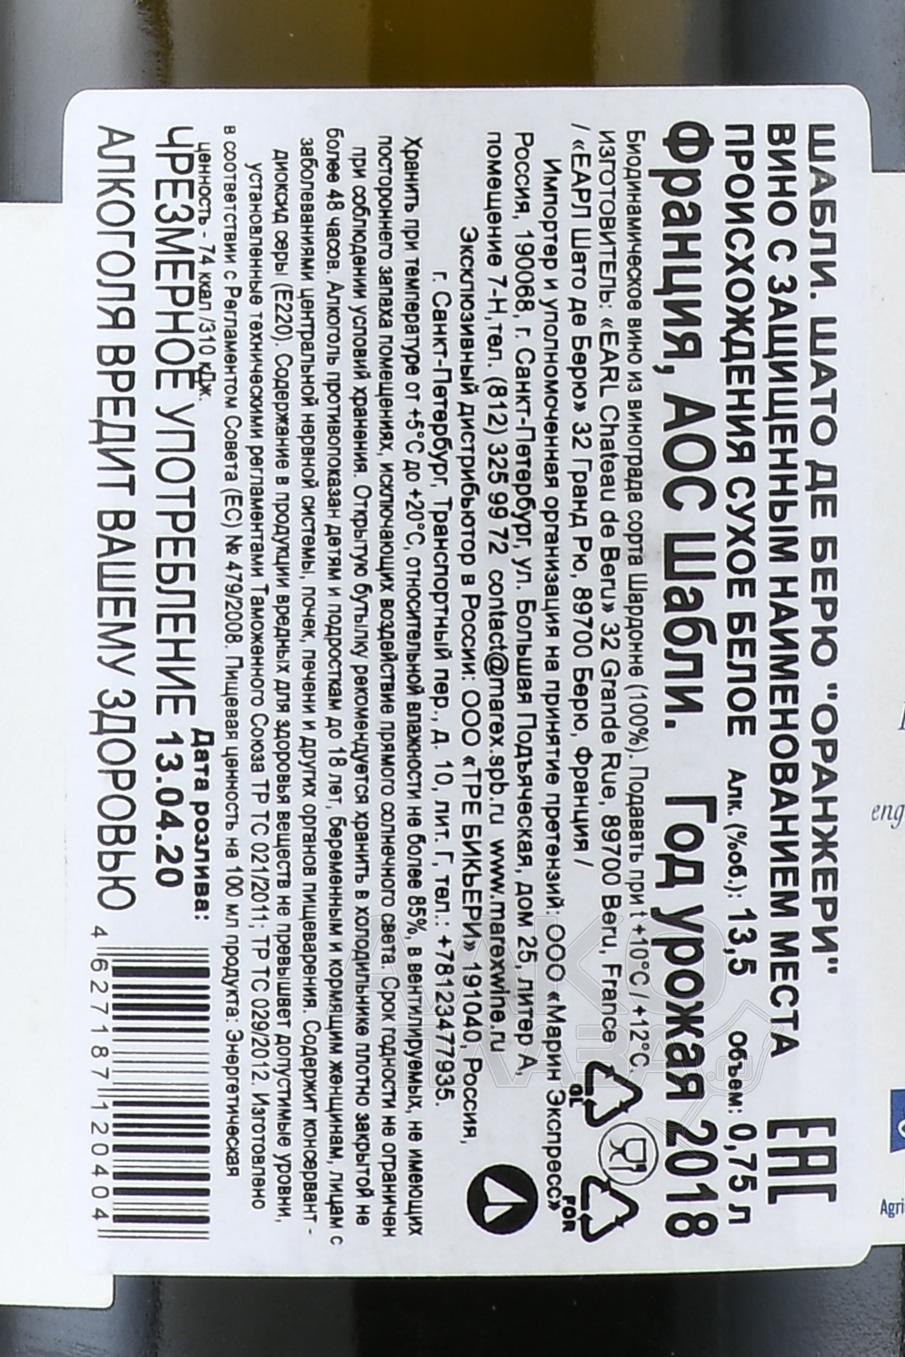 ШАБЛИ. ШАТО ДЕ БЕРЮ "ОРАНЖЕРИ"
ВИНО С ЗАЩИЩЕННЫМ НАИМЕНОВАНИЕМ МЕСТА
ПРОИСХОЖДЕНИЯ СУХОЕ БЕЛОЕ Алк. (%об.): 13,5 объем: 0,75 л
EAC
Франция, АОС Шабли. Год урожая 2018
Биодинамическое вино из винограда сорта Шардонне (100%). Подавать при t +10°C / +12°C.
ИЗГОТОВИТЕЛЬ: «EARL Chateau de Beru» 32 Grande Rue, 89700 Beru, France
/ «ЕАРЛ Шато де Берю» 32 Гранд Рю, 89700 Берю, Франция /
Импортер и уполномоченная организация на принятие претензий: ООО «Марин Экспресс»
Россия, 190068, г. Санкт-Петербург, ул. Большая Подъяческая, дом 25, литер А,
помещение 7-Н,тел. (812) 325 99 72 contact@marex.spb.ru www.marexwine.ru
Эксклюзивный дистрибьютор в России: ООО «ТРЕ БИКЬЕРИ» 191040, Россия,
г. Санкт-Петербург, Транспортный пер., д. 10, лит. Г, тел.: +78123477935.
Хранить при температуре от +5°C до +20°C, относительной влажности не более 85%, в вентилируемых, не имеющих
постороннего запаха помещениях, исключающих воздействие прямого солнечного света. Срок годности не ограничен
при соблюдении условий хранения. Открытую бутылку рекомендуется хранить в холодильнике плотно закрытой не
более 48 часов. Алкоголь противопоказан детям и подросткам до 18 лет, беременным и кормящим женщинам, лицам с
заболеваниями центральной нервной системы, почек, печени и других органов пищеварения. Содержит консервант -
диоксид серы (Е220). Содержание в продукции вредных для здоровья веществ не превышает допустимые уровни,
установленные техническими регламентами Таможенного Союза ТР ТС 021/2011; ТР ТС 029/2012. Изготовлено
в соответствии с Регламентом Совета (ЕС) № 479/2008. Пищевая ценность на 100 мл продукта: Энергетическая
ценность - 74 ккал /310 кДж.
Дата розлива:
ЧРЕЗМЕРНОЕ УПОТРЕБЛЕНИЕ 13.04.20
АЛКОГОЛЯ ВРЕДИТ ВАШЕМУ ЗДОРОВЬЮ
4 627187 120404
GL
FOR
eng
Agri